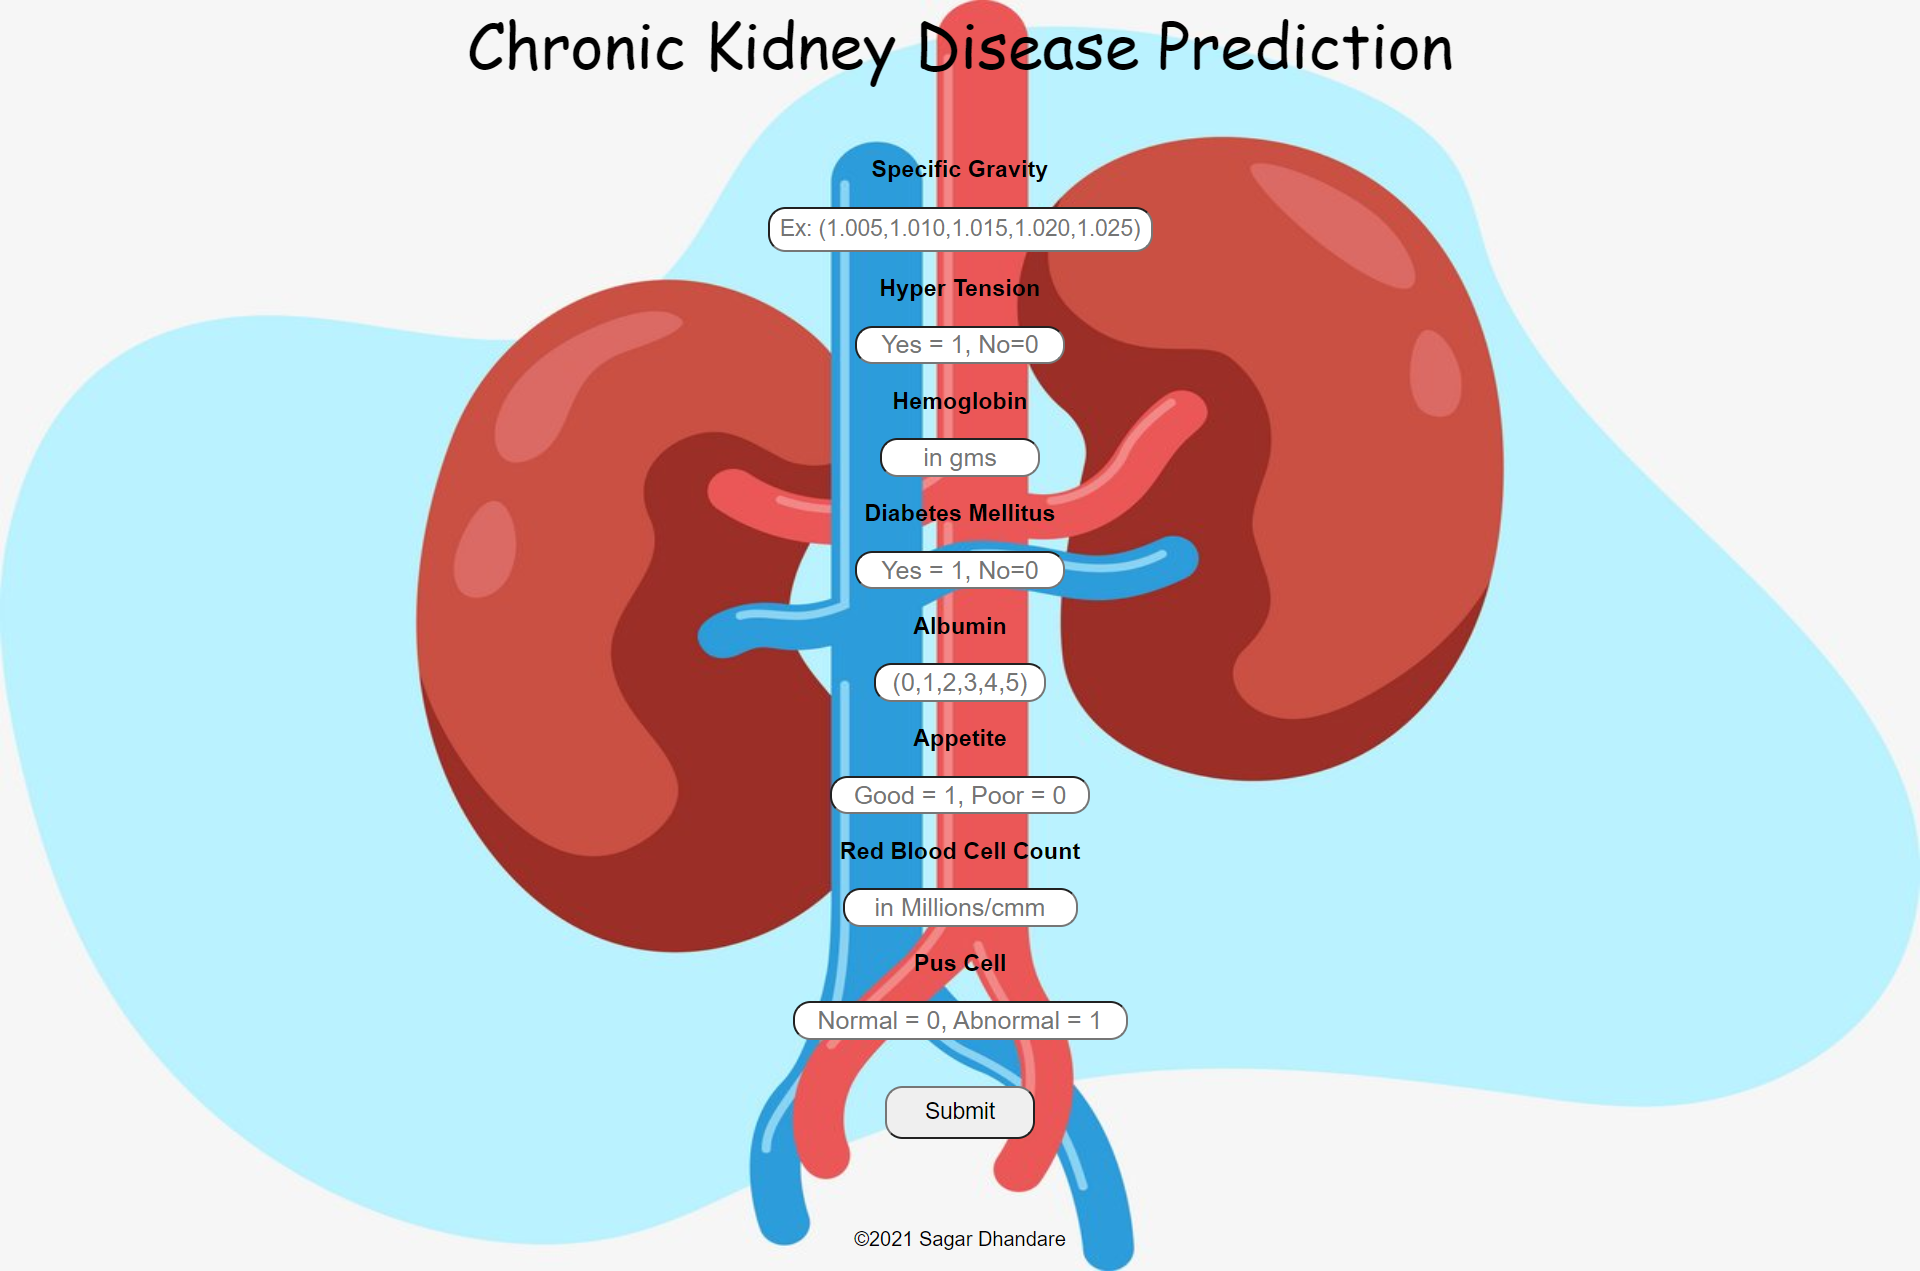 Chronic Kidney Disease Prediction
Specific Gravity
Ex: (1.005,1.010,1.015,1.020,1.025)
Hyper Tension
Yes = 1, No=0
Hemoglobin
in gms
Diabetes Mellitus
Yes = 1, No=0
Albumin
(0,1,2,3,4,5)
Appetite
Good = 1, Poor = 0
Red Blood Cell Count
in Millions/cmm
Pus Cell
Normal = 0, Abnormal = 1
Submit
©2021 Sagar Dhandare